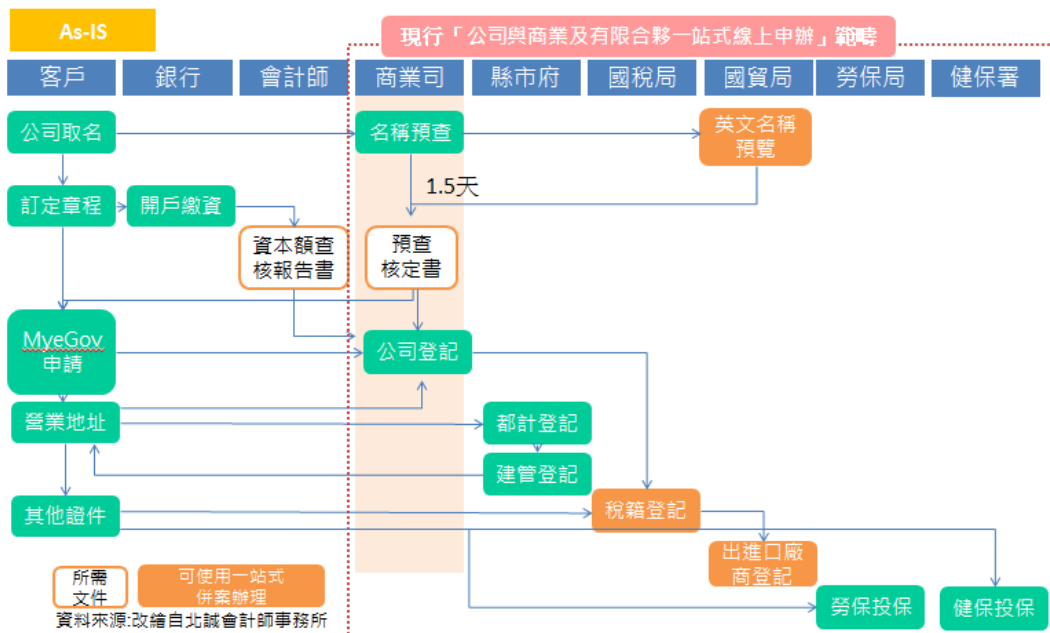 As-IS
現行「公司與商業及有限合夥一站式線上申辦」範疇
客戶
銀行
會計師
商業司
縣市府
國稅局
國貿局
勞保局
健保署
公司取名
名稱預查
英文名稱
預覽
1.5天
訂定章程
開戶繳資
資本額查
核報告書
預查
核定書
MyeGov
申請
公司登記
營業地址
都計登記
建管登記
其他證件
稅籍登記
出進口廠
商登記
所需
文件
可使用一站式
併案辦理
勞保投保
健保投保
資料來源:改繪自北誠會計師事務所